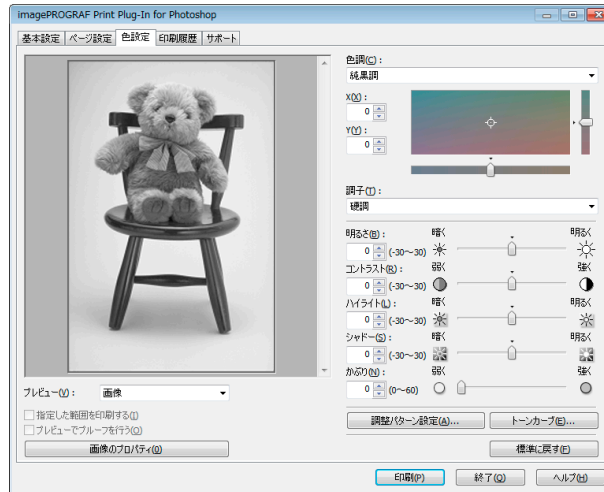 imagePROGRAF Print Plug-In for Photoshop
基本設定 ページ設定 色設定 印刷履歴 サポート
色調(C):
純黒調
X(X):
0
Y(Y):
0
調子(T):
硬調
明るさ(B): 暗く 明るく
0 (-30~30)
コントラスト(R): 弱く 強く
0 (-30~30)
ハイライト(L): 暗く 明るく
0 (-30~30)
シャドー(S): 暗く 明るく
0 (-30~30)
かぶり(N): 弱く 強く
0 (0~60)
プレビュー(V): 画像
指定した範囲を印刷する(I)
プレビューでプルーフを行う(O)
画像のプロパティ(0)
調整パターン設定(A)... トーンカーブ(E)...
標準に戻す(F)
印刷(P) 終了(Q) ヘルプ(H)